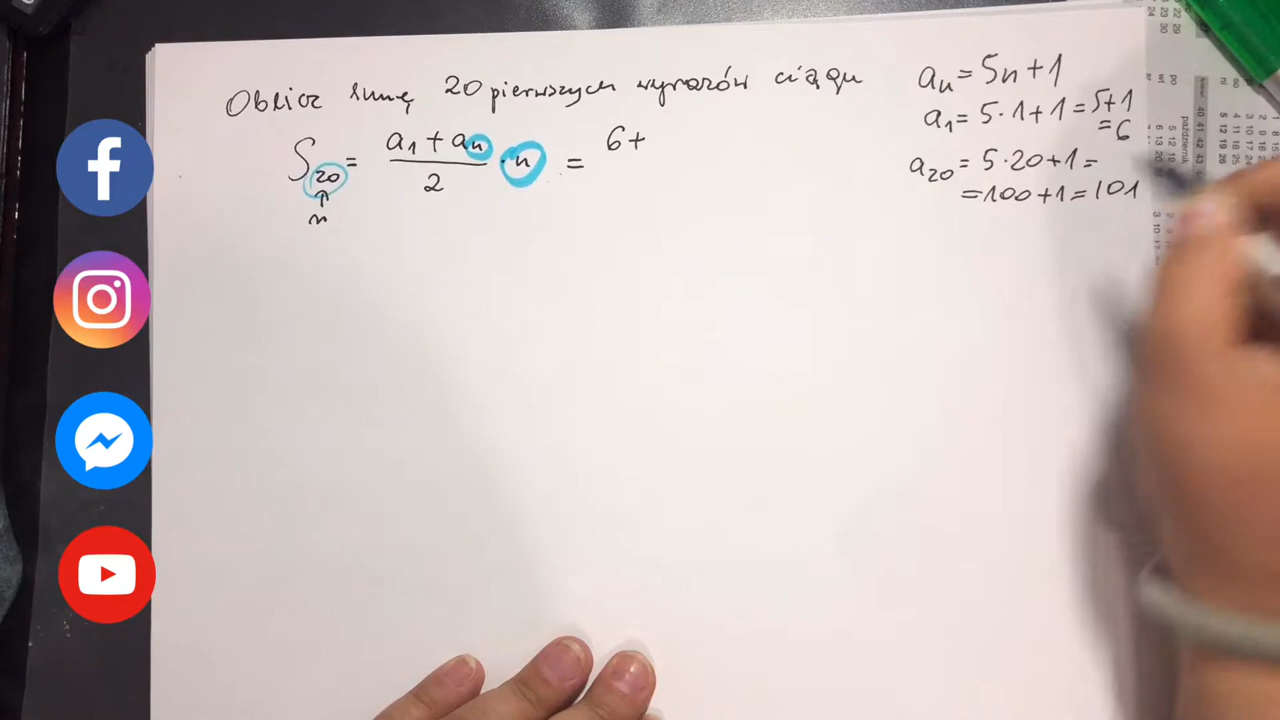 Oblicz sumę 20 pierwszych wyrazów ciągu
aₙ = 5n+1
a₁ = 5·1+1 = 5+1
= 6
a₂₀ = 5·20+1 =
= 100+1 = 101
S₂₀ = (a₁ + aₙ)/2 · n = 6+
↑
n
październik